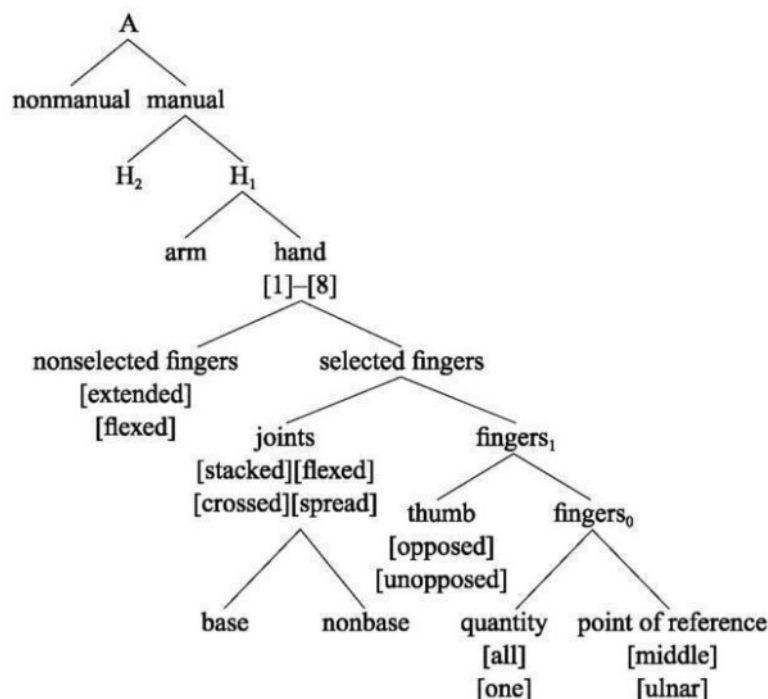 A
nonmanual manual
H₂ H₁
arm hand
[1]–[8]
nonselected fingers selected fingers
[extended]
[flexed]
joints fingers₁
[stacked][flexed]
[crossed][spread]
thumb fingers₀
[opposed]
[unopposed]
base nonbase quantity point of reference
[all] [middle]
[one] [ulnar]